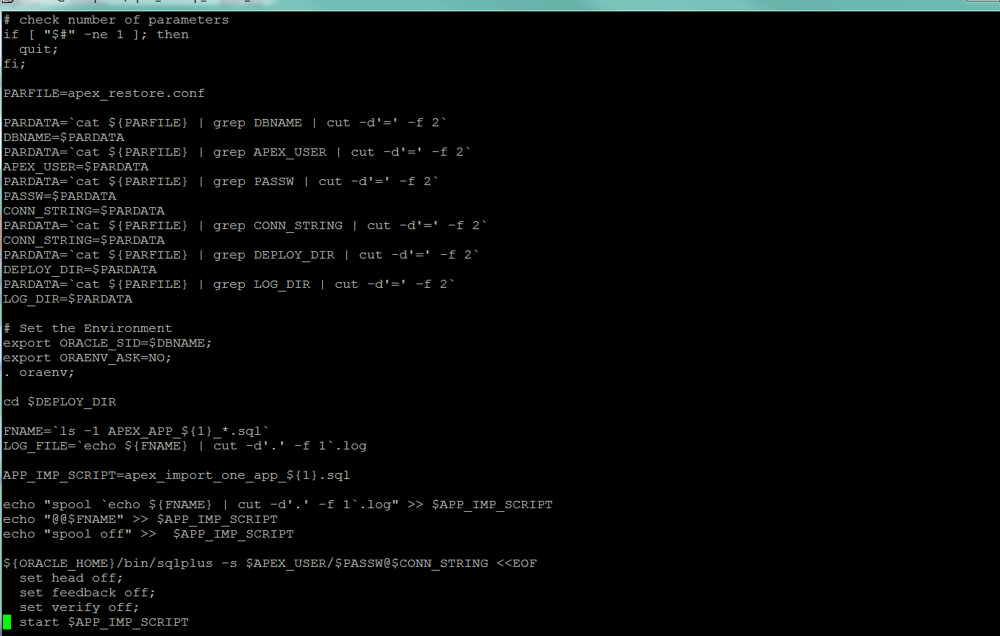 # check number of parameters
if [ "$#" -ne 1 ]; then
  quit;
fi;

PARFILE=apex_restore.conf

PARDATA=`cat ${PARFILE} | grep DBNAME | cut -d'=' -f 2`
DBNAME=$PARDATA
PARDATA=`cat ${PARFILE} | grep APEX_USER | cut -d'=' -f 2`
APEX_USER=$PARDATA
PARDATA=`cat ${PARFILE} | grep PASSW | cut -d'=' -f 2`
PASSW=$PARDATA
CONN_STRING=$PARDATA
PARDATA=`cat ${PARFILE} | grep CONN_STRING | cut -d'=' -f 2`
CONN_STRING=$PARDATA
PARDATA=`cat ${PARFILE} | grep DEPLOY_DIR | cut -d'=' -f 2`
DEPLOY_DIR=$PARDATA
PARDATA=`cat ${PARFILE} | grep LOG_DIR | cut -d'=' -f 2`
LOG_DIR=$PARDATA

# Set the Environment
export ORACLE_SID=$DBNAME;
export ORAENV_ASK=NO;
. oraenv;

cd $DEPLOY_DIR

FNAME=`ls -1 APEX_APP_${1}_*.sql`
LOG_FILE=`echo ${FNAME} | cut -d'.' -f 1`.log

APP_IMP_SCRIPT=apex_import_one_app_${1}.sql

echo "spool `echo ${FNAME} | cut -d'.' -f 1`.log" >> $APP_IMP_SCRIPT
echo "@@$FNAME" >> $APP_IMP_SCRIPT
echo "spool off" >>  $APP_IMP_SCRIPT

${ORACLE_HOME}/bin/sqlplus -s $APEX_USER/$PASSW@$CONN_STRING <<EOF
  set head off;
  set feedback off;
  set verify off;
  start $APP_IMP_SCRIPT